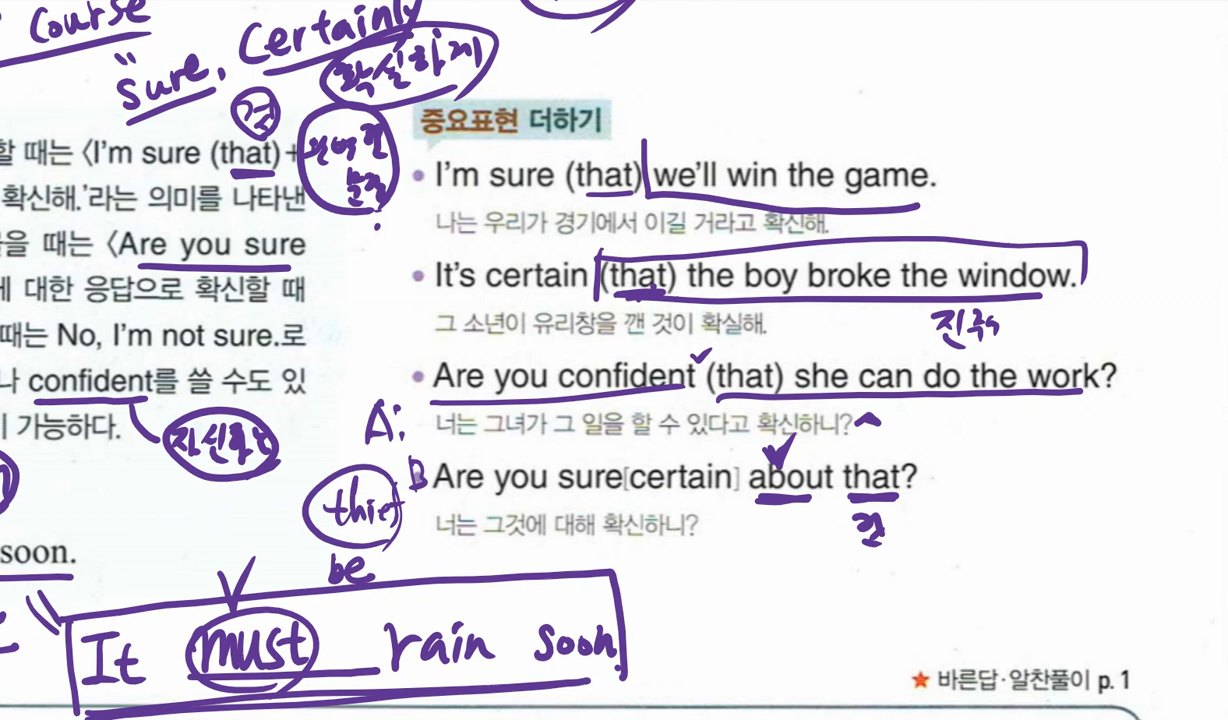 course
"sure, Certainly
확실하게
것
할 때는 〈I'm sure (that)+
확신해.'라는 의미를 나타낸
을 때는 〈Are you sure
에 대한 응답으로 확신할 때
때는 No, I'm not sure.로
나 confident를 쓸 수도 있
가능하다.
soon.
중요표현 더하기
• I'm sure (that) we'll win the game.
나는 우리가 경기에서 이길 거라고 확신해.
• It's certain (that) the boy broke the window.
그 소년이 유리창을 깬 것이 확실해.
• Are you confident (that) she can do the work?
A:
너는 그녀가 그 일을 할 수 있다고 확신하니?
B Are you sure[certain] about that?
thief
너는 그것에 대해 확신하니?
be
It must rain soon.
★ 바른답·알찬풀이 p. 1